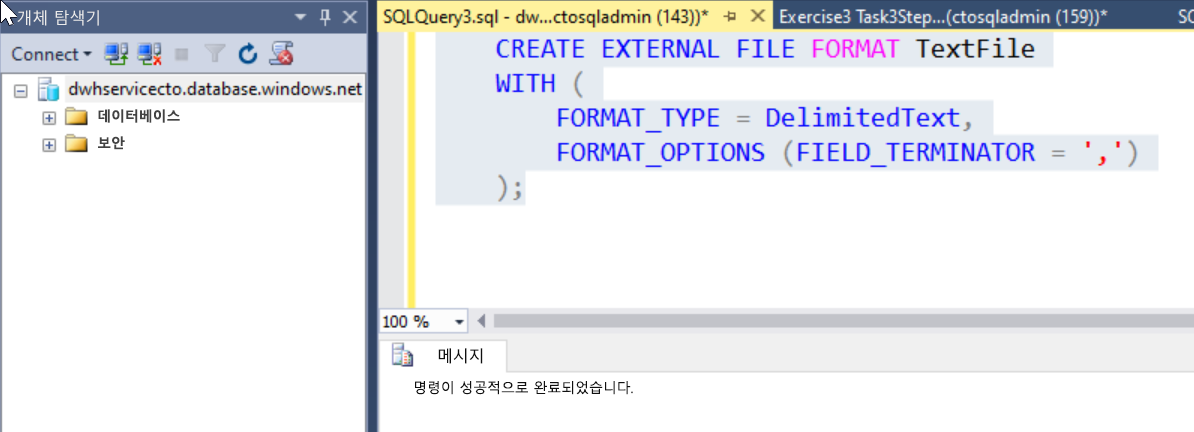 개체 탐색기
Connect
dwhservicecto.database.windows.net
데이터베이스
보안
SQLQuery3.sql - dw...ctosqladmin (143))*
Exercise3 Task3Step...(ctosqladmin (159))*
SQ
CREATE EXTERNAL FILE FORMAT TextFile
WITH (
FORMAT_TYPE = DelimitedText,
FORMAT_OPTIONS (FIELD_TERMINATOR = ',')
);
100 %
메시지
명령이 성공적으로 완료되었습니다.